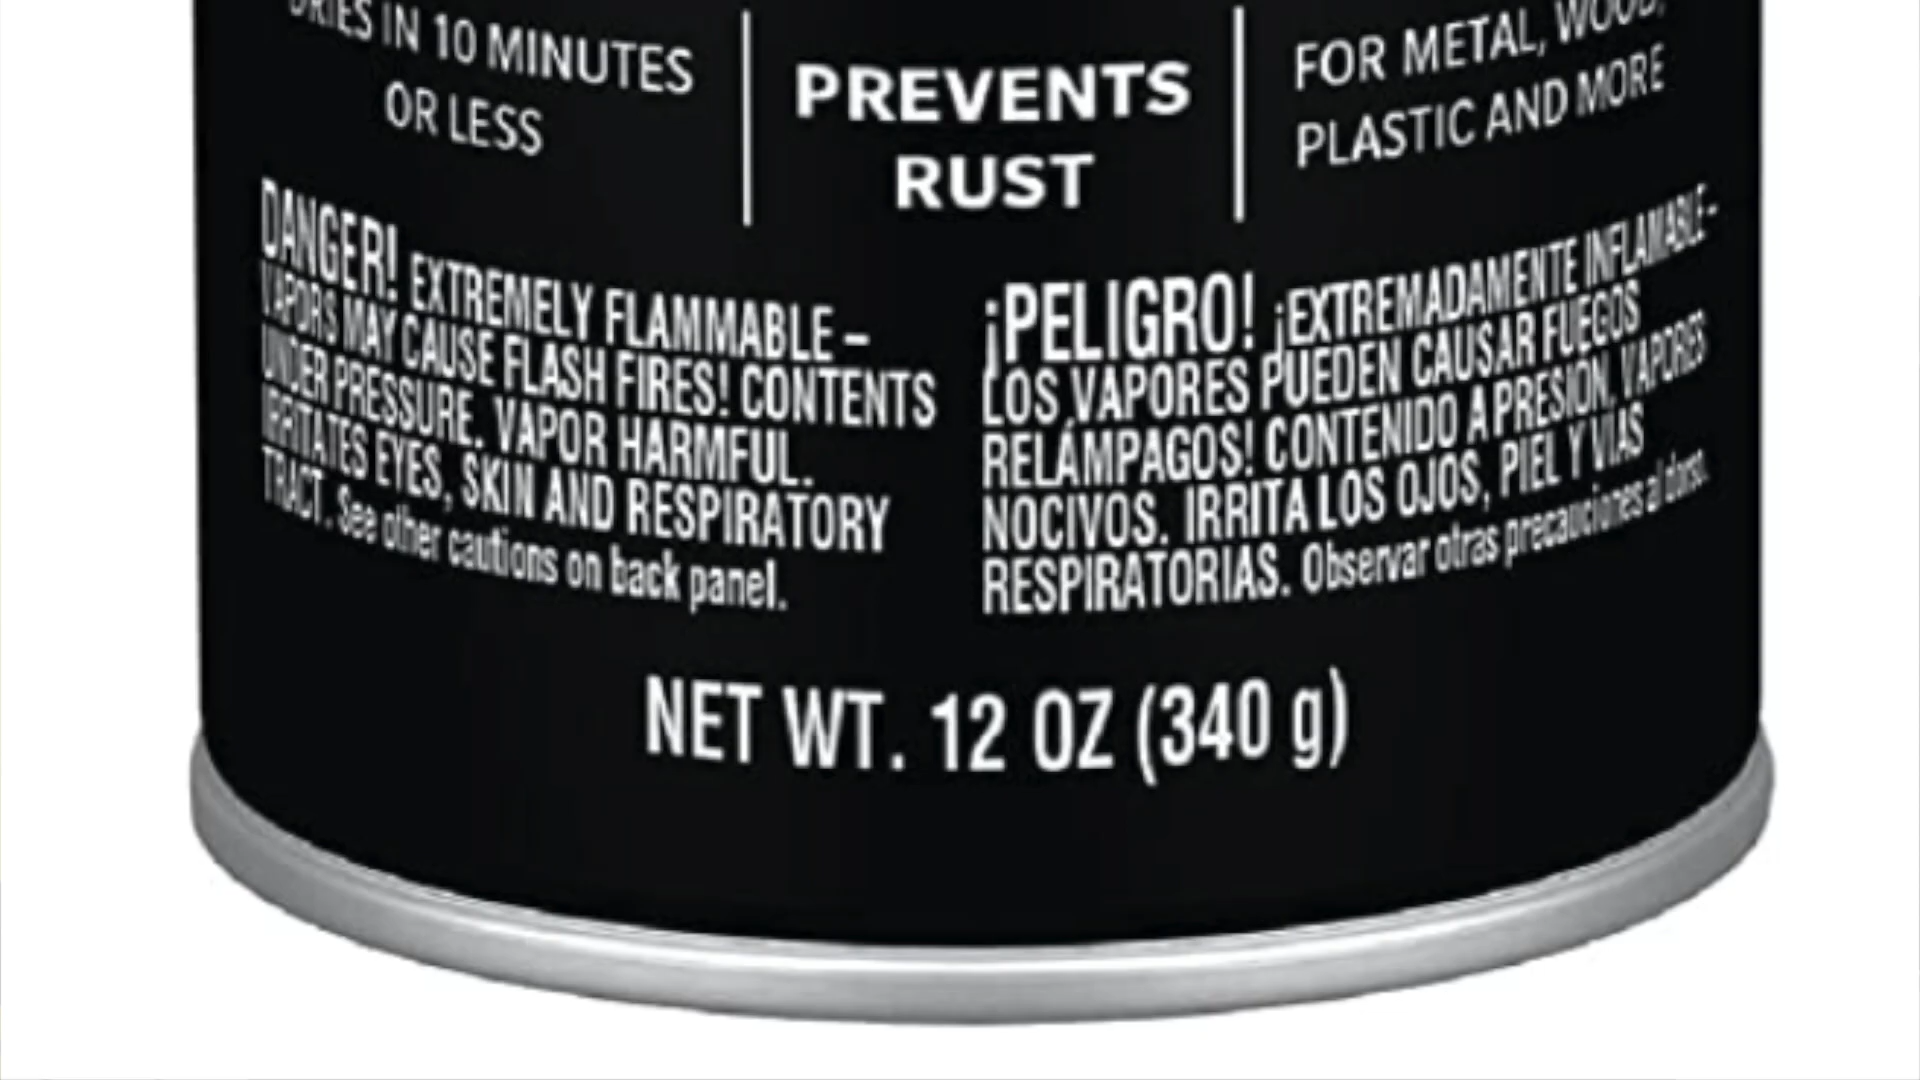 DRIES IN 10 MINUTES
OR LESS
PREVENTS
RUST
FOR METAL, WOOD,
PLASTIC AND MORE
DANGER! EXTREMELY FLAMMABLE –
VAPORS MAY CAUSE FLASH FIRES! CONTENTS
UNDER PRESSURE. VAPOR HARMFUL.
IRRITATES EYES, SKIN AND RESPIRATORY
TRACT. See other cautions on back panel.
¡PELIGRO! ¡EXTREMADAMENTE INFLAMABLE–
LOS VAPORES PUEDEN CAUSAR FUEGOS
RELÁMPAGOS! CONTENIDO A PRESIÓN, VAPORES
NOCIVOS. IRRITA LOS OJOS, PIEL Y VÍAS
RESPIRATORIAS. Observar otras precauciones al dorso.
NET WT. 12 OZ (340 g)